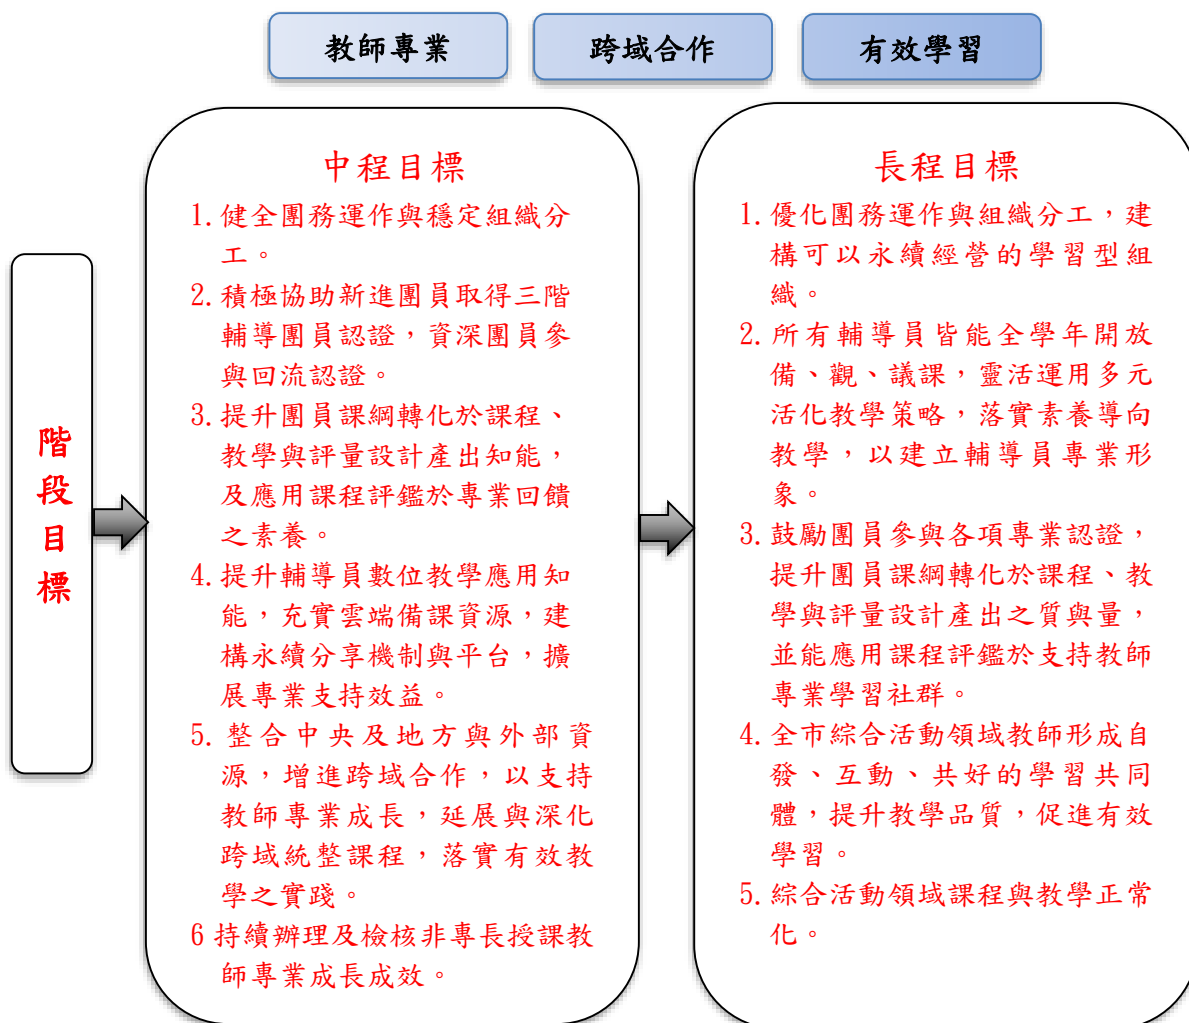 教師專業
跨域合作
有效學習
階段目標
中程目標
1.健全團務運作與穩定組織分
工。
2.積極協助新進團員取得三階
輔導團員認證，資深團員參
與回流認證。
3.提升團員課綱轉化於課程、
教學與評量設計產出知能，
及應用課程評鑑於專業回饋
之素養。
4.提升輔導員數位教學應用知
能，充實雲端備課資源，建
構永續分享機制與平台，擴
展專業支持效益。
5.整合中央及地方與外部資
源，增進跨域合作，以支持
教師專業成長，延展與深化
跨域統整課程，落實有效教
學之實踐。
6 持續辦理及檢核非專長授課教
師專業成長成效。
長程目標
1.優化團務運作與組織分工，建
構可以永續經營的學習型組
織。
2.所有輔導員皆能全學年開放
備、觀、議課，靈活運用多元
活化教學策略，落實素養導向
教學，以建立輔導員專業形
象。
3.鼓勵團員參與各項專業認證，
提升團員課綱轉化於課程、教
學與評量設計產出之質與量，
並能應用課程評鑑於支持教師
專業學習社群。
4.全市綜合活動領域教師形成自
發、互動、共好的學習共同
體，提升教學品質，促進有效
學習。
5.綜合活動領域課程與教學正常
化。